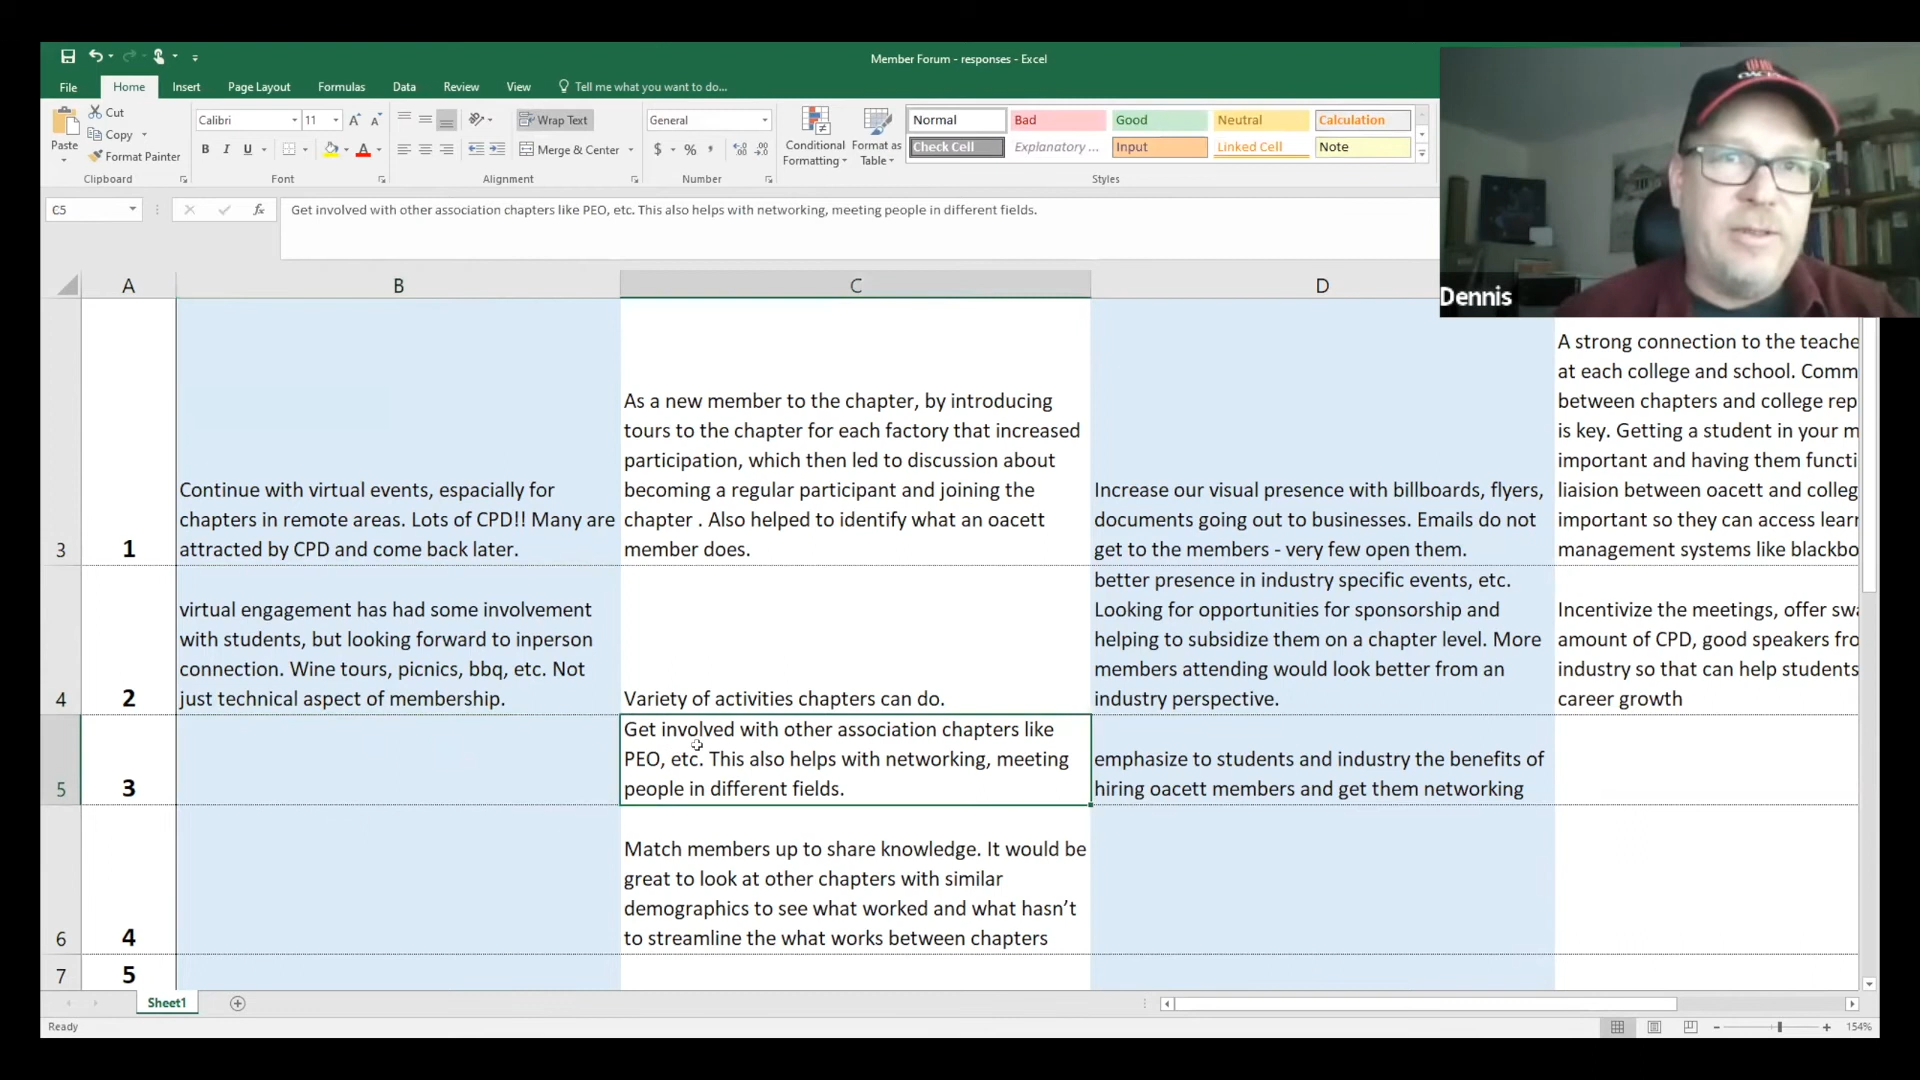 Member Forum - responses - Excel
File Home Insert Page Layout Formulas Data Review View Tell me what you want to do...
Paste
Cut
Copy
Format Painter
Clipboard
Calibri 11
B I U
Font
Wrap Text
Merge & Center
Alignment
General
$ % ,
Number
Conditional Formatting
Format as Table
Normal Bad Good Neutral Calculation
Check Cell Explanatory ... Input Linked Cell Note
Styles
C5
fx
Get involved with other association chapters like PEO, etc. This also helps with networking, meeting people in different fields.
Dennis
A B C D
3
1
Continue with virtual events, espacially for
chapters in remote areas. Lots of CPD!! Many are
attracted by CPD and come back later.
As a new member to the chapter, by introducing
tours to the chapter for each factory that increased
participation, which then led to discussion about
becoming a regular participant and joining the
chapter . Also helped to identify what an oacett
member does.
Increase our visual presence with billboards, flyers,
documents going out to businesses. Emails do not
get to the members - very few open them.
A strong connection to the teache
at each college and school. Comm
between chapters and college rep
is key. Getting a student in your m
important and having them functi
liaision between oacett and colleg
important so they can access learn
management systems like blackbo
4
2
virtual engagement has had some involvement
with students, but looking forward to inperson
connection. Wine tours, picnics, bbq, etc. Not
just technical aspect of membership.
Variety of activities chapters can do.
better presence in industry specific events, etc.
Looking for opportunities for sponsorship and
helping to subsidize them on a chapter level. More
members attending would look better from an
industry perspective.
Incentivize the meetings, offer swa
amount of CPD, good speakers fro
industry so that can help students
career growth
5
3
Get involved with other association chapters like
PEO, etc. This also helps with networking, meeting
people in different fields.
emphasize to students and industry the benefits of
hiring oacett members and get them networking
6
4
Match members up to share knowledge. It would be
great to look at other chapters with similar
demographics to see what worked and what hasn’t
to streamline the what works between chapters
7
5
Sheet1
Ready
154%